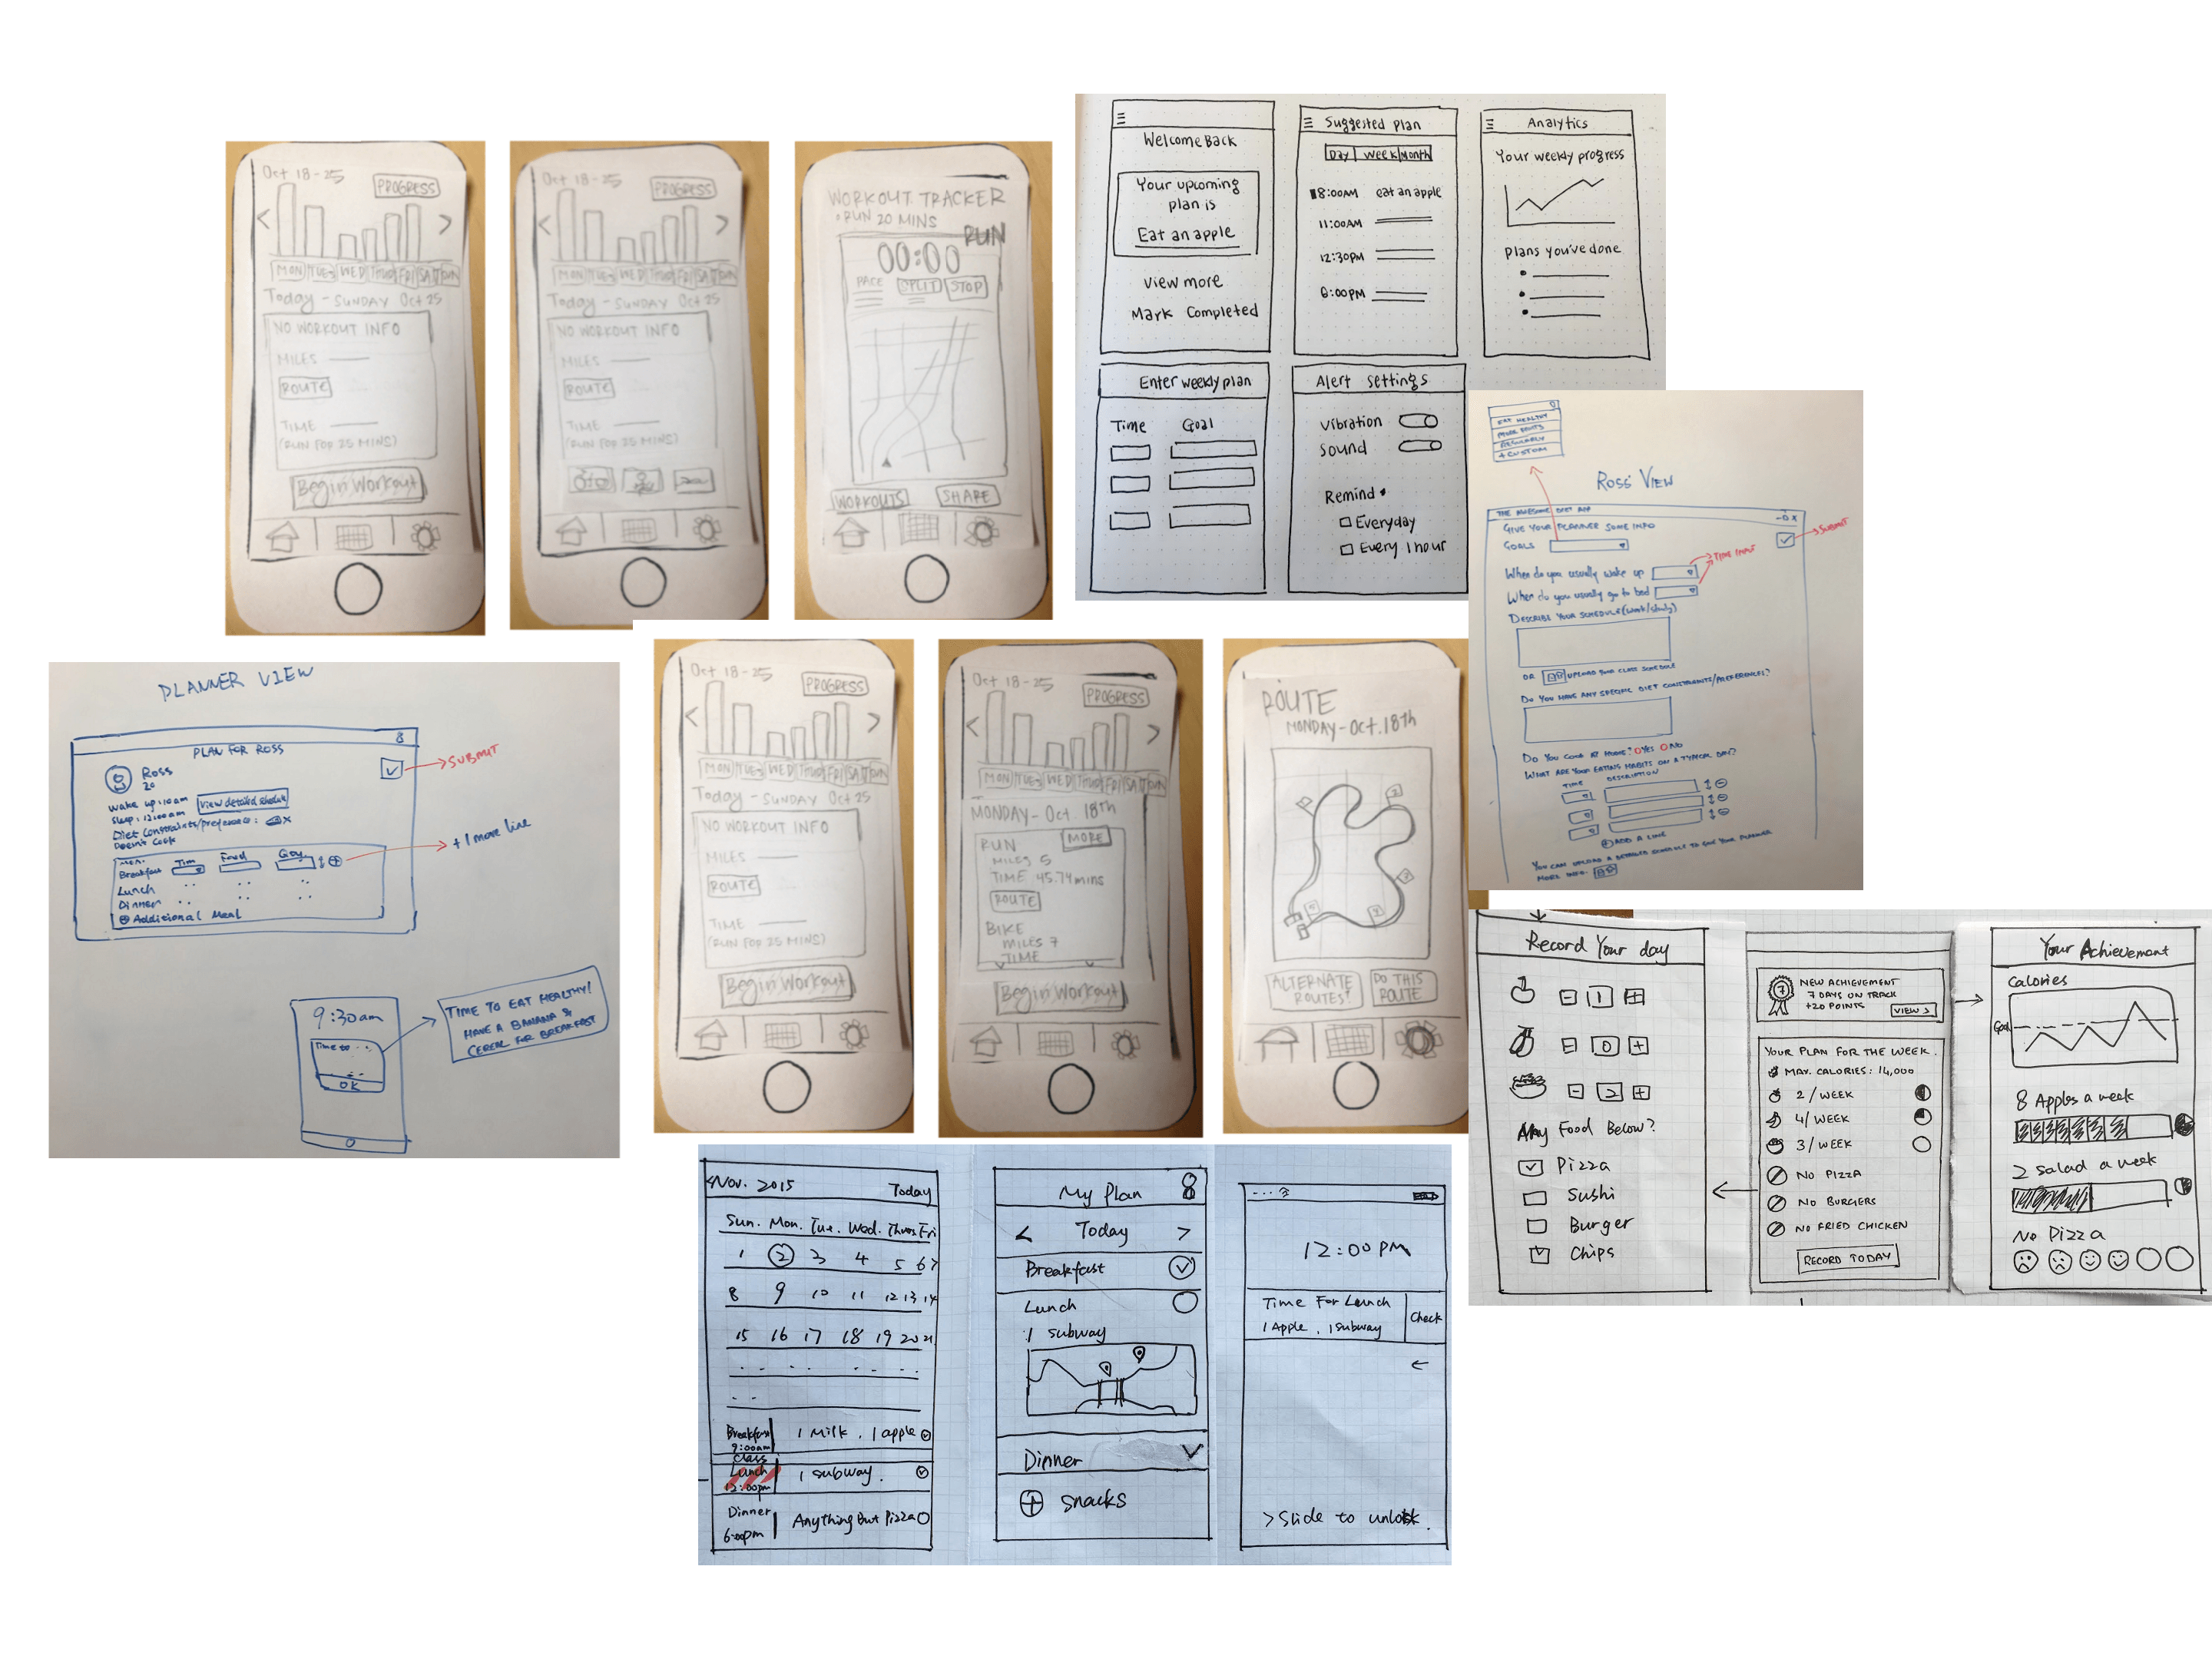 Oct 18-25
PROGRESS
< >
MON TUES WED THUR FRI SAT SUN
Today - SUNDAY Oct 25
NO WORKOUT INFO
MILES
ROUTE
TIME
(RUN FOR 25 MINS)
Begin Workout
Oct 18-25
PROGRESS
< >
MON TUES WED THUR FRI SAT SUN
Today - SUNDAY Oct 25
NO WORKOUT INFO
MILES
ROUTE
TIME
(RUN FOR 25 MINS)
WORKOUT TRACKER
• RUN 20 MINS
RUN
00:00
PACE SPLIT STOP
WORKOUTS SHARE
Welcome Back
Your upcoming
plan is
Eat an apple
View more
Mark Completed
Suggested Plan
Day Week Month
8:00AM eat an apple
11:00AM
12:30PM
6:00PM
Analytics
Your weekly progress
Plans you've done
Enter weekly plan
Time Goal
Alert settings
Vibration
Sound
Remind
Everyday
Every 1 hour
EAT HEALTHY
MORE FRUITS
REGULARLY
+ CUSTOM
ROSS' VIEW
THE AWESOME DIET APP
GIVE YOUR PLANNER SOME INFO
GOALS
SUBMIT
TIME INPUT
When do you usually wake up
When do you usually go to bed
DESCRIBE YOUR SCHEDULE (work/study)
OR UPLOAD YOUR CLASS SCHEDULE
DO YOU HAVE ANY SPECIAL DIET CONSTRAINTS/PREFERENCES?
DO YOU COOK AT HOME? YES NO
WHAT ARE YOUR EATING HABITS ON A TYPICAL DAY?
TIME DESCRIPTION
ADD A LINE
YOU CAN UPLOAD A DETAILED SCHEDULE TO GIVE YOUR PLANNER
MORE INFO.
PLANNER VIEW
PLAN FOR ROSS
Ross
20
SUBMIT
wake up: 10am View detailed schedule
Sleep: 12:00am
Diet Constraints/preferences:
Doesn't Cook
+ 1 more line
Time Food
Breakfast
Lunch
Dinner
Additional Meal
9:30am
Time to
OK
TIME TO EAT HEALTHY!
HAVE A BANANA &
CEREAL FOR BREAKFAST
Oct 18-25
PROGRESS
< >
MON TUES WED THUR FRI SAT SUN
Today - SUNDAY Oct 25
NO WORKOUT INFO
MILES
ROUTE
TIME
(RUN FOR 25 MINS)
Begin Workout
Oct 18-25
PROGRESS
< >
MON TUES WED THUR FRI SAT SUN
MONDAY - Oct. 18th
RUN MORE
MILES 5
TIME 45.74 mins
ROUTE
BIKE
MILES 7
TIME
Begin Workout
ROUTE
MONDAY - Oct. 18th
ALTERNATE
ROUTES!
DO THIS
ROUTE
Record Your day
- 1 +
- 0 +
- 2 +
Any Food Below?
Pizza
Sushi
Burger
Chips
7
NEW ACHIEVEMENT
7 DAYS ON TRACK
+20 POINTS
VIEW >
YOUR PLAN FOR THE WEEK.
MAX. CALORIES: 14,000
2 / WEEK
4 / WEEK
3 / WEEK
NO PIZZA
NO BURGERS
NO FRIED CHICKEN
RECORD TODAY
Your Achievement
Calories
Goal
8 Apples a week
2 Salad a week
No Pizza
Nov. 2015 Today
Sun. Mon. Tue. Wed. Thurs Fri
1 2 3 4 5 6 7
8 9 10 11 12 13 14
15 16 17 18 19 20 21
Breakfast 1 Milk, 1 apple
9:00am
Class
Lunch 1 subway.
12:00pm
Dinner Anything But Pizza
6:00pm
My Plan
< Today >
Breakfast
Lunch
1 subway
Dinner
+ snacks
12:00 PM
Time For Lunch
1 Apple, 1 subway
Check
> Slide to unlock.